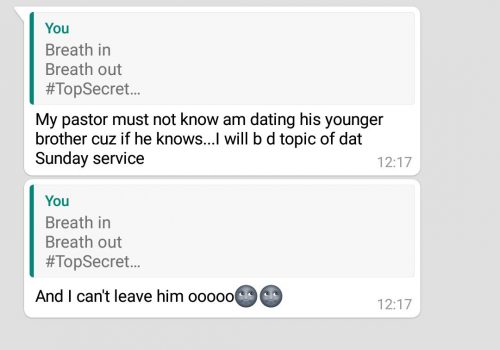 You
Breath in
Breath out
#TopSecret...
My pastor must not know am dating his younger
brother cuz if he knows...I will b d topic of dat
Sunday service
12:17
You
Breath in
Breath out
#TopSecret...
And I can't leave him ooooo🌚🌚
12:17